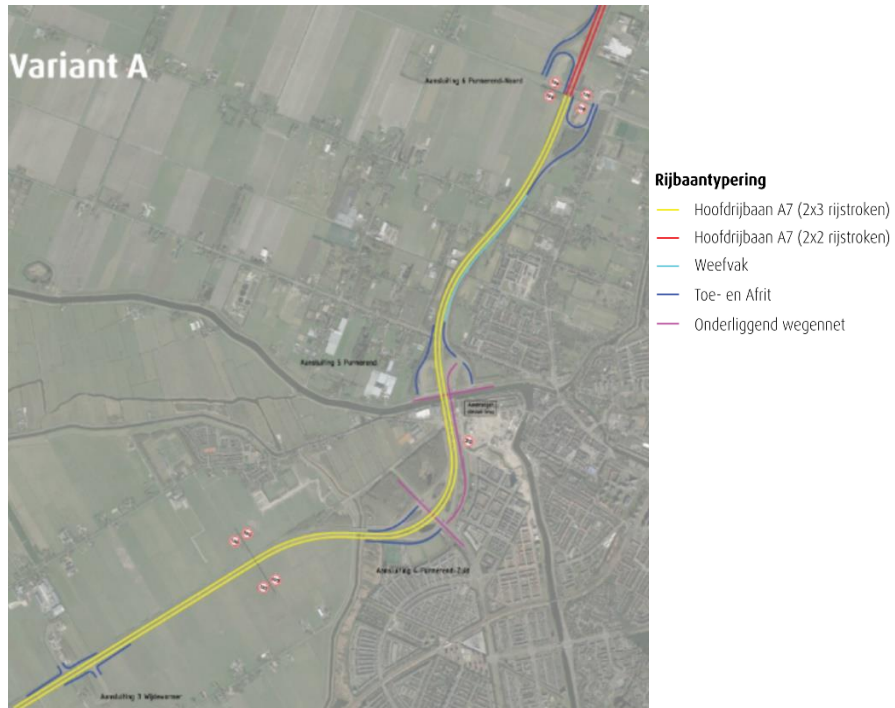 Variant A
Aansluiting 6 Purmerend-Noord
Aansluiting 5 Purmerend
Aansluiting 4 Purmerend-Zuid
Aansluiting 3 Wijdewormer
Rijbaantypering
Hoofdrijbaan A7 (2x3 rijstroken)
Hoofdrijbaan A7 (2x2 rijstroken)
Weefvak
Toe- en Afrit
Onderliggend wegennet